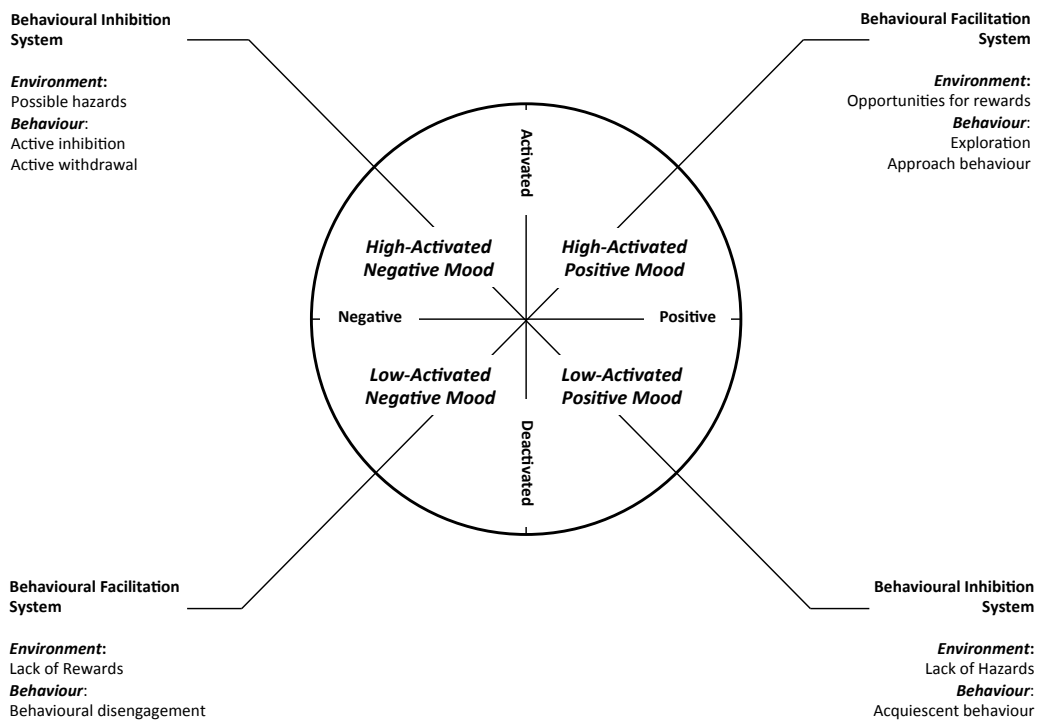 Behavioural Inhibition
System
Environment:
Possible hazards
Behaviour:
Active inhibition
Active withdrawal
Behavioural Facilitation
System
Environment:
Opportunities for rewards
Behaviour:
Exploration
Approach behaviour
Activated
High-Activated
Negative Mood
High-Activated
Positive Mood
Negative
Positive
Low-Activated
Negative Mood
Low-Activated
Positive Mood
Deactivated
Behavioural Facilitation
System
Environment:
Lack of Rewards
Behaviour:
Behavioural disengagement
Behavioural Inhibition
System
Environment:
Lack of Hazards
Behaviour:
Acquiescent behaviour